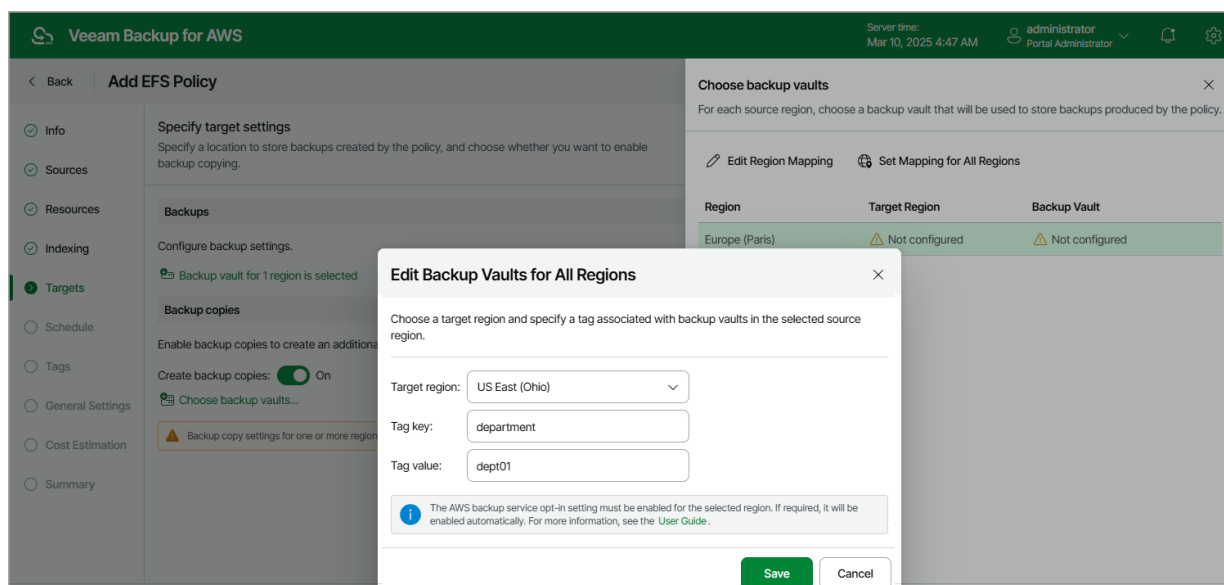 Veeam Backup for AWS
Server time:
Mar 10, 2025 4:47 AM
administrator
Portal Administrator
Back
Add EFS Policy
Info
Sources
Resources
Indexing
Targets
Schedule
Tags
General Settings
Cost Estimation
Summary
Specify target settings
Specify a location to store backups created by the policy, and choose whether you want to enable
backup copying.
Backups
Configure backup settings.
Backup vault for 1 region is selected
Backup copies
Enable backup copies to create an additiona
Create backup copies:
On
Choose backup vaults...
Backup copy settings for one or more region
Choose backup vaults
For each source region, choose a backup vault that will be used to store backups produced by the policy.
Edit Region Mapping
Set Mapping for All Regions
Region
Target Region
Backup Vault
Europe (Paris)
Not configured
Not configured
Edit Backup Vaults for All Regions
Choose a target region and specify a tag associated with backup vaults in the selected source
region.
Target region:
US East (Ohio)
Tag key:
department
Tag value:
dept01
The AWS backup service opt-in setting must be enabled for the selected region. If required, it will be
enabled automatically. For more information, see the User Guide .
Save
Cancel